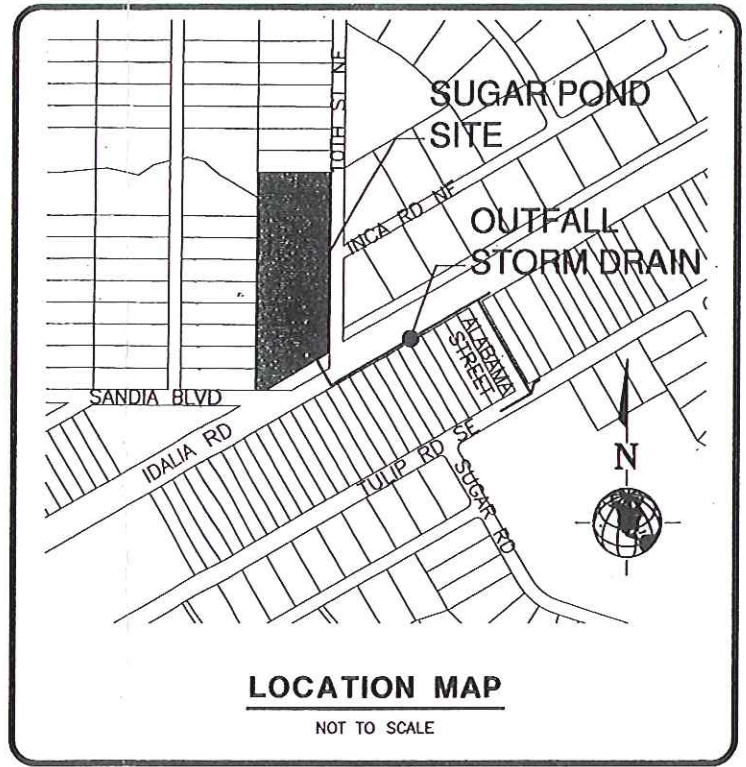 10TH ST NE
SUGAR POND
SITE
INCA RD NE
OUTFALL
STORM DRAIN
ALABAMA
STREET
SANDIA BLVD
IDALIA RD
TULIP RD SE
SUGAR RD
N
LOCATION MAP
NOT TO SCALE